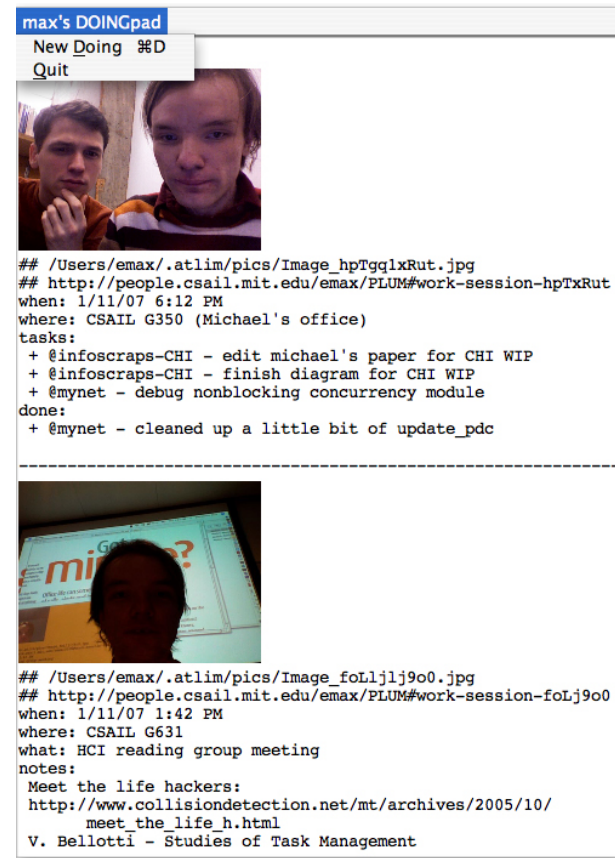 max's DOINGpad
New Doing ⌘D
Quit
## /Users/emax/.atlim/pics/Image_hpTgqlxRut.jpg
## http://people.csail.mit.edu/emax/PLUM#work-session-hpTxRut
when: 1/11/07 6:12 PM
where: CSAIL G350 (Michael's office)
tasks:
+ @infoscraps-CHI - edit michael's paper for CHI WIP
+ @infoscraps-CHI - finish diagram for CHI WIP
+ @mynet - debug nonblocking concurrency module
done:
+ @mynet - cleaned up a little bit of update_pdc
------------------------------------------------------------
## /Users/emax/.atlim/pics/Image_foLljlj9o0.jpg
## http://people.csail.mit.edu/emax/PLUM#work-session-foLj9o0
when: 1/11/07 1:42 PM
where: CSAIL G631
what: HCI reading group meeting
notes:
Meet the life hackers:
http://www.collisiondetection.net/mt/archives/2005/10/
meet_the_life_h.html
V. Bellotti - Studies of Task Management